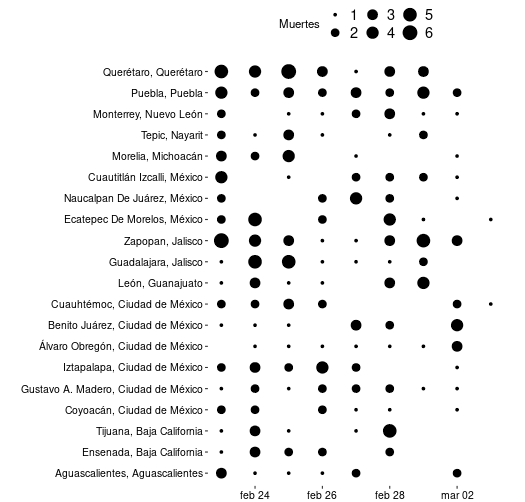 Muertes 1 3 5
2 4 6
Querétaro, Querétaro
Puebla, Puebla
Monterrey, Nuevo León
Tepic, Nayarit
Morelia, Michoacán
Cuautitlán Izcalli, México
Naucalpan De Juárez, México
Ecatepec De Morelos, México
Zapopan, Jalisco
Guadalajara, Jalisco
León, Guanajuato
Cuauhtémoc, Ciudad de México
Benito Juárez, Ciudad de México
Álvaro Obregón, Ciudad de México
Iztapalapa, Ciudad de México
Gustavo A. Madero, Ciudad de México
Coyoacán, Ciudad de México
Tijuana, Baja California
Ensenada, Baja California
Aguascalientes, Aguascalientes
feb 24 feb 26 feb 28 mar 02